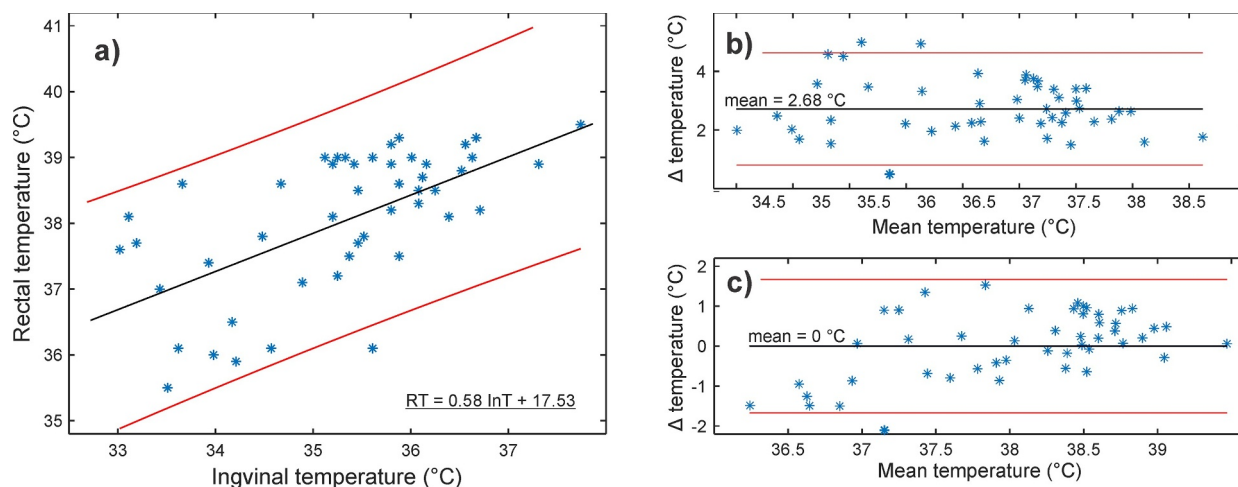 a)
Rectal temperature (°C)
41
40
39
38
37
36
35
33
34
35
36
37
Ingvinal temperature (°C)
RT = 0.58 InT + 17.53
b)
Δ temperature (°C)
4
2
0
mean = 2.68 °C
34.5
35
35.5
36
36.5
37
37.5
38
38.5
Mean temperature (°C)
c)
Δ temperature (°C)
2
1
0
-1
-2
mean = 0 °C
36.5
37
37.5
38
38.5
39
Mean temperature (°C)